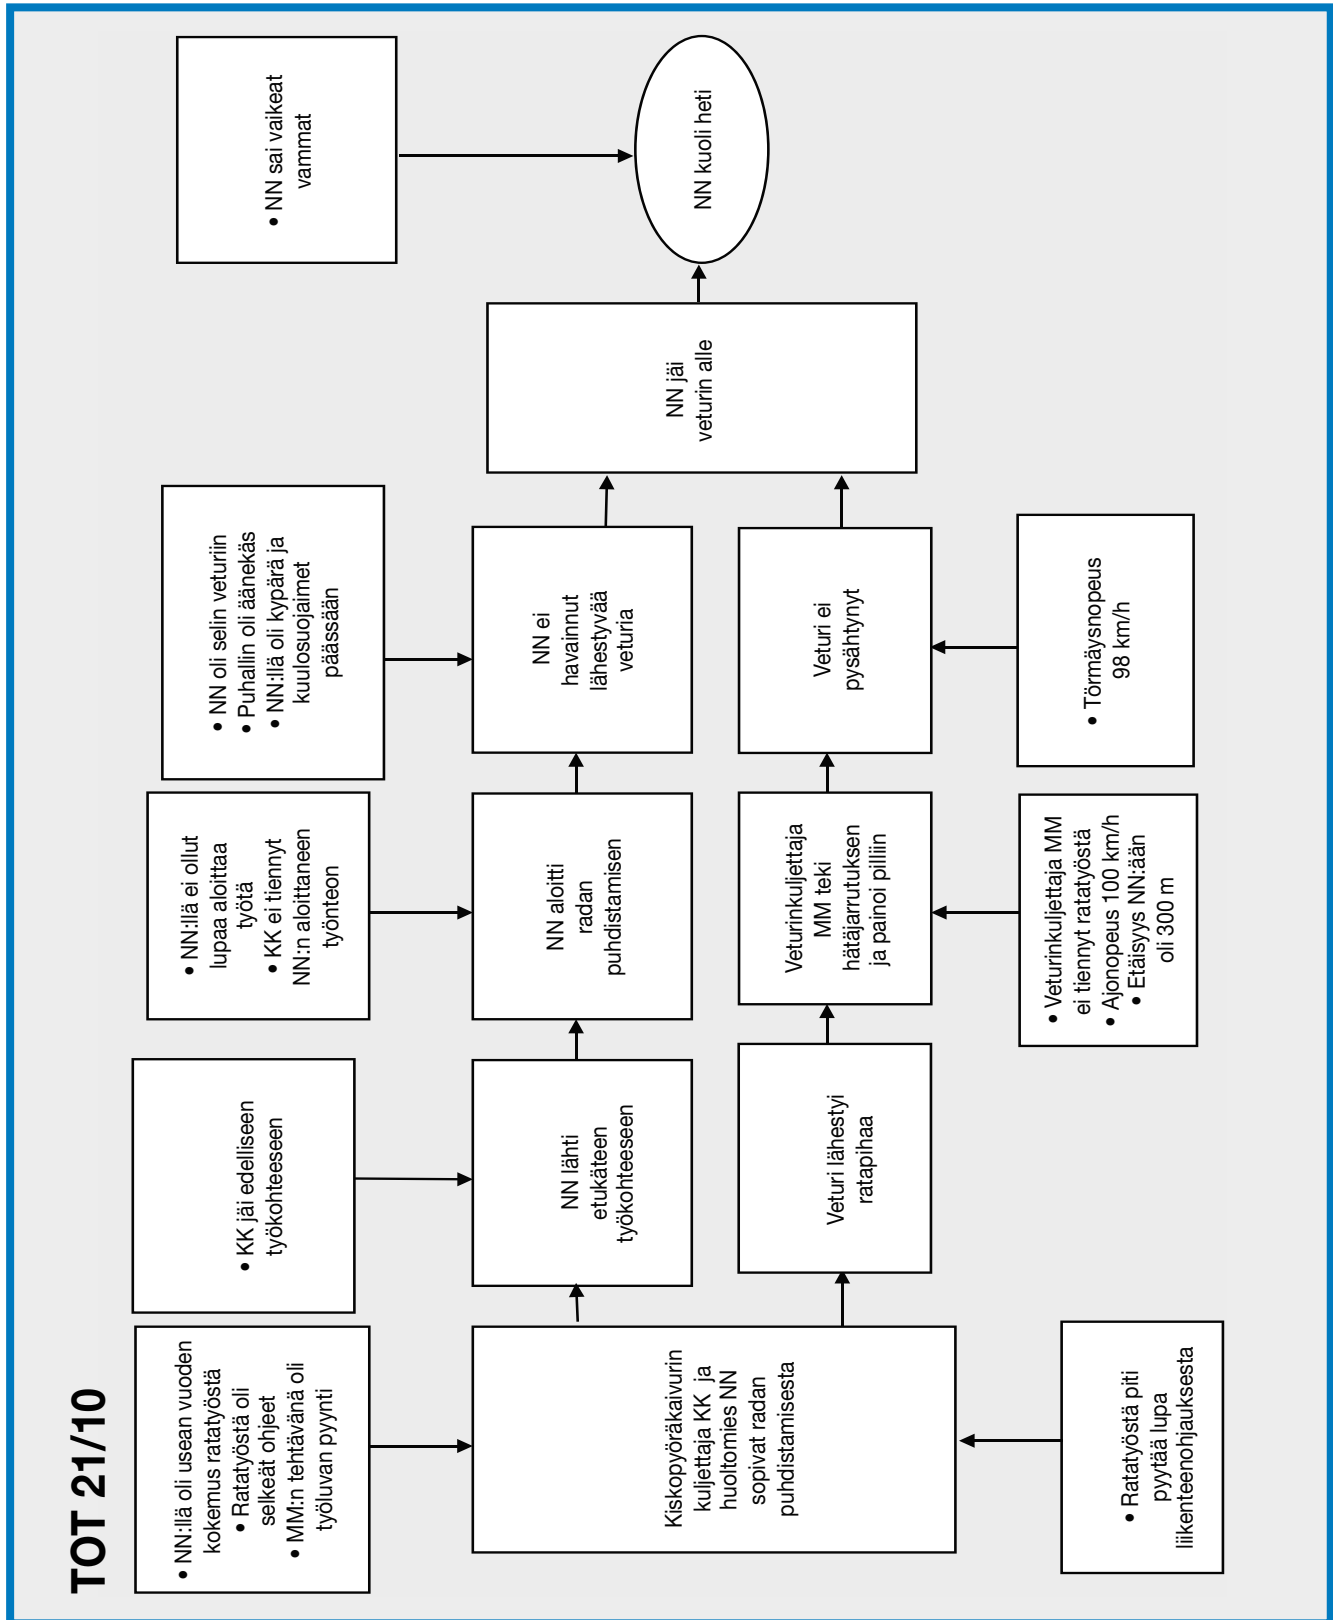 TOT 21/10
• NN:llä oli usean vuoden
kokemus ratatyöstä
• Ratatyöstä oli
selkeät ohjeet
• MM:n tehtävänä oli
työluvan pyynti
• KK jäi edelliseen
työkohteeseen
• NN:llä ei ollut
lupaa aloittaa
työtä
• KK ei tiennyt
NN:n aloittaneen
työnteon
• NN oli selin veturiin
• Puhallin oli äänekäs
• NN:llä oli kypärä ja
kuulosuojaimet
päässään
• NN sai vaikeat
vammat
Kiskopyöräkaivurin
kuljettaja KK ja
huoltomies NN
sopivat radan
puhdistamisesta
NN lähti
etukäteen
työkohteeseen
NN aloitti
radan
puhdistamisen
NN ei
havainnut
lähestyvää
veturia
NN jäi
veturin alle
NN kuoli heti
Veturi lähestyi
ratapihaa
Veturinkuljettaja
MM teki
hätäjarrutuksen
ja painoi pilliin
Veturi ei
pysähtynyt
• Ratatyöstä piti
pyytää lupa
liikenteenohjauksesta
• Veturinkuljettaja MM
ei tiennyt ratatyöstä
• Ajonopeus 100 km/h
• Etäisyys NN:ään
oli 300 m
• Törmäysnopeus
98 km/h